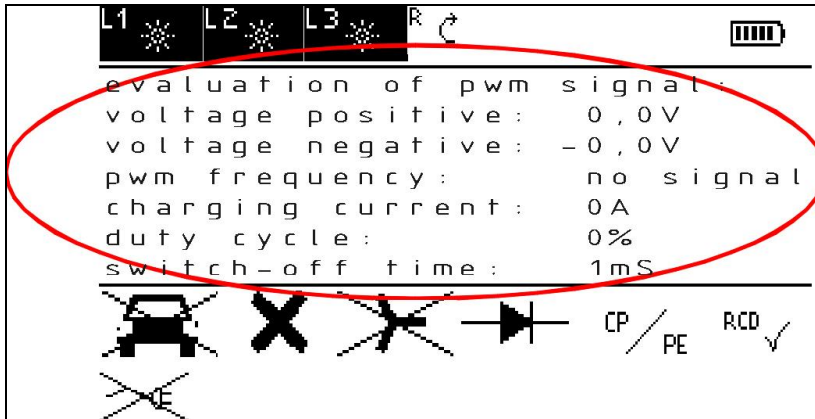 L1 L2 L3 R
evaluation of pwm signal:
voltage positive: 0,0V
voltage negative: -0,0V
pwm frequency: no signal
charging current: 0A
duty cycle: 0%
switch-off time: 1mS
CP/PE RCD